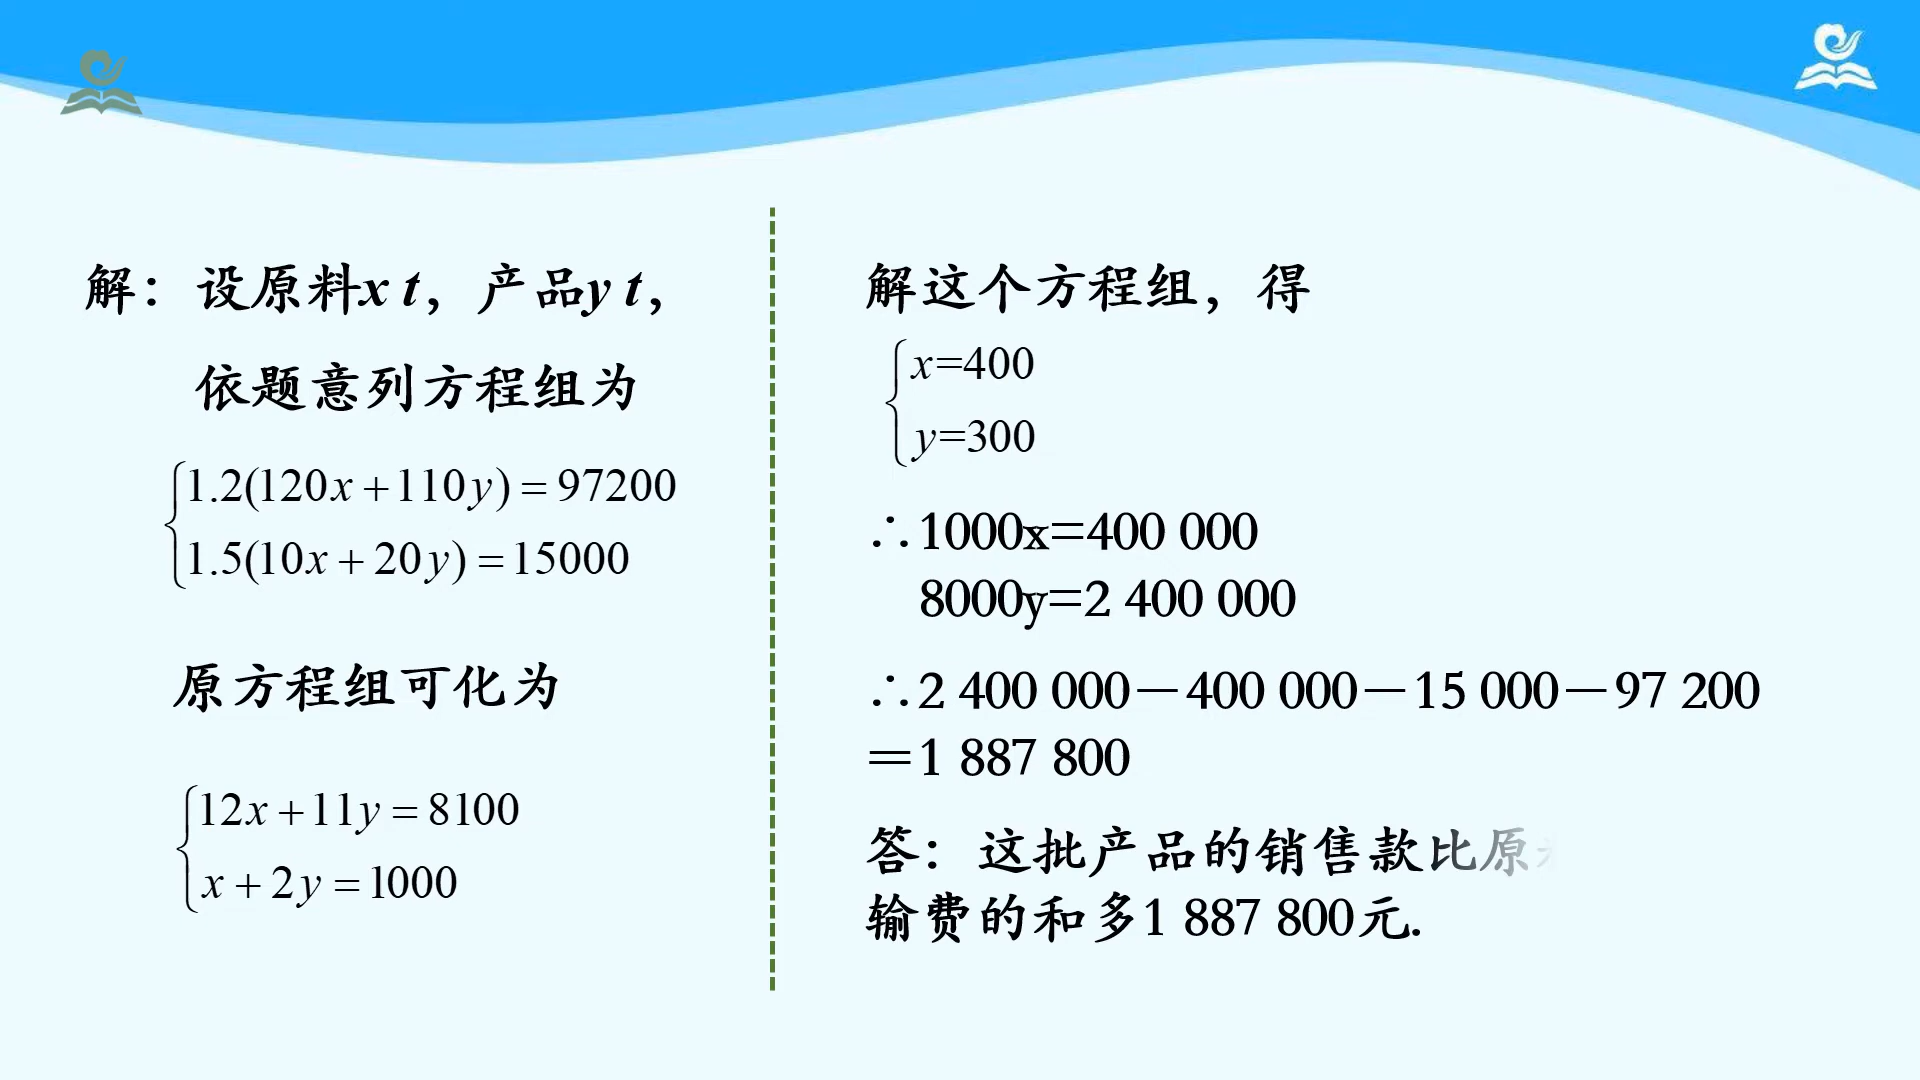 解：设原料x t，产品y t，
依题意列方程组为
1.2(120x+110y)=97200
1.5(10x+20y)=15000
原方程组可化为
12x+11y=8100
x+2y=1000
解这个方程组，得
x=400
y=300
∴1000x=400 000
8000y=2 400 000
∴2 400 000－400 000－15 000－97 200
＝1 887 800
答：这批产品的销售款比原
输费的和多1 887 800元.